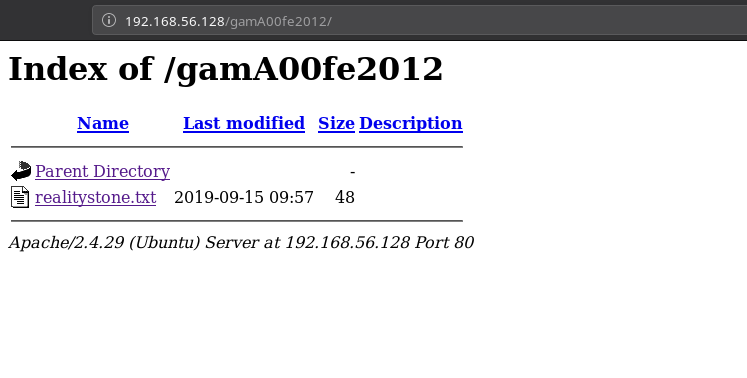 192.168.56.128/gamA00fe2012/
Index of /gamA00fe2012
Name Last modified Size Description
Parent Directory -
realitystone.txt 2019-09-15 09:57 48
Apache/2.4.29 (Ubuntu) Server at 192.168.56.128 Port 80